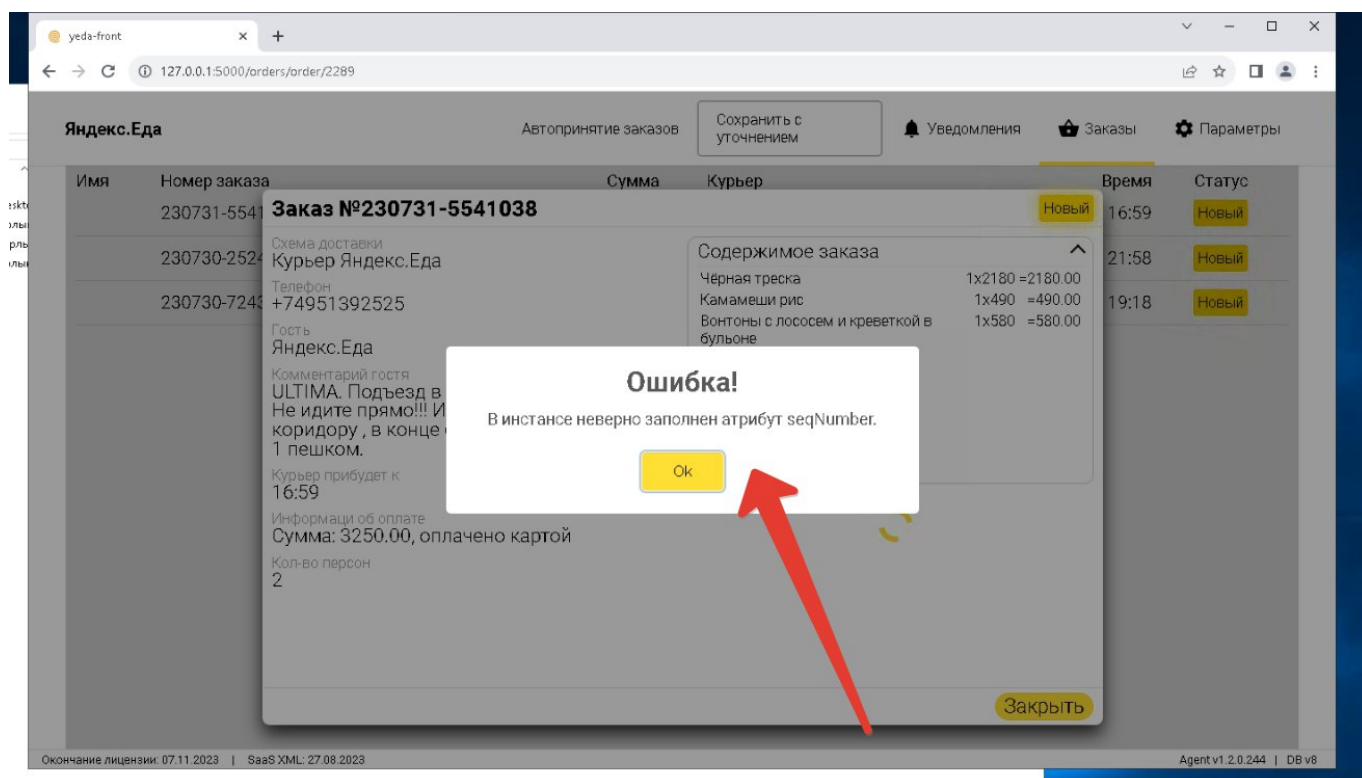 yeda-front
127.0.0.1:5000/orders/order/2289
Яндекс.Еда
Автопринятие заказов
Сохранить с
уточнением
Уведомления
Заказы
Параметры
Имя Номер заказа Сумма Курьер Время Статус
230731-5541 16:59 Новый
230730-2524 21:58 Новый
230730-7243 19:18 Новый
Заказ №230731-5541038 Новый
Схема доставки
Курьер Яндекс.Еда
Телефон
+74951392525
Гость
Яндекс.Еда
Комментарий гостя
ULTIMA. Подъезд в
Не идите прямо!!! И
коридору , в конце
1 пешком.
Курьер прибудет к
16:59
Информаци об оплате
Сумма: 3250.00, оплачено картой
Кол-во персон
2
Содержимое заказа
Чёрная треска 1x2180 =2180.00
Камамеши рис 1x490 =490.00
Вонтоны с лососем и креветкой в 1x580 =580.00
бульоне
Ошибка!
В инстансе неверно заполнен атрибут seqNumber.
Ok
Закрыть
Окончание лицензии: 07.11.2023 | SaaS XML: 27.08.2023
Agent v1.2.0.244 | DB v8